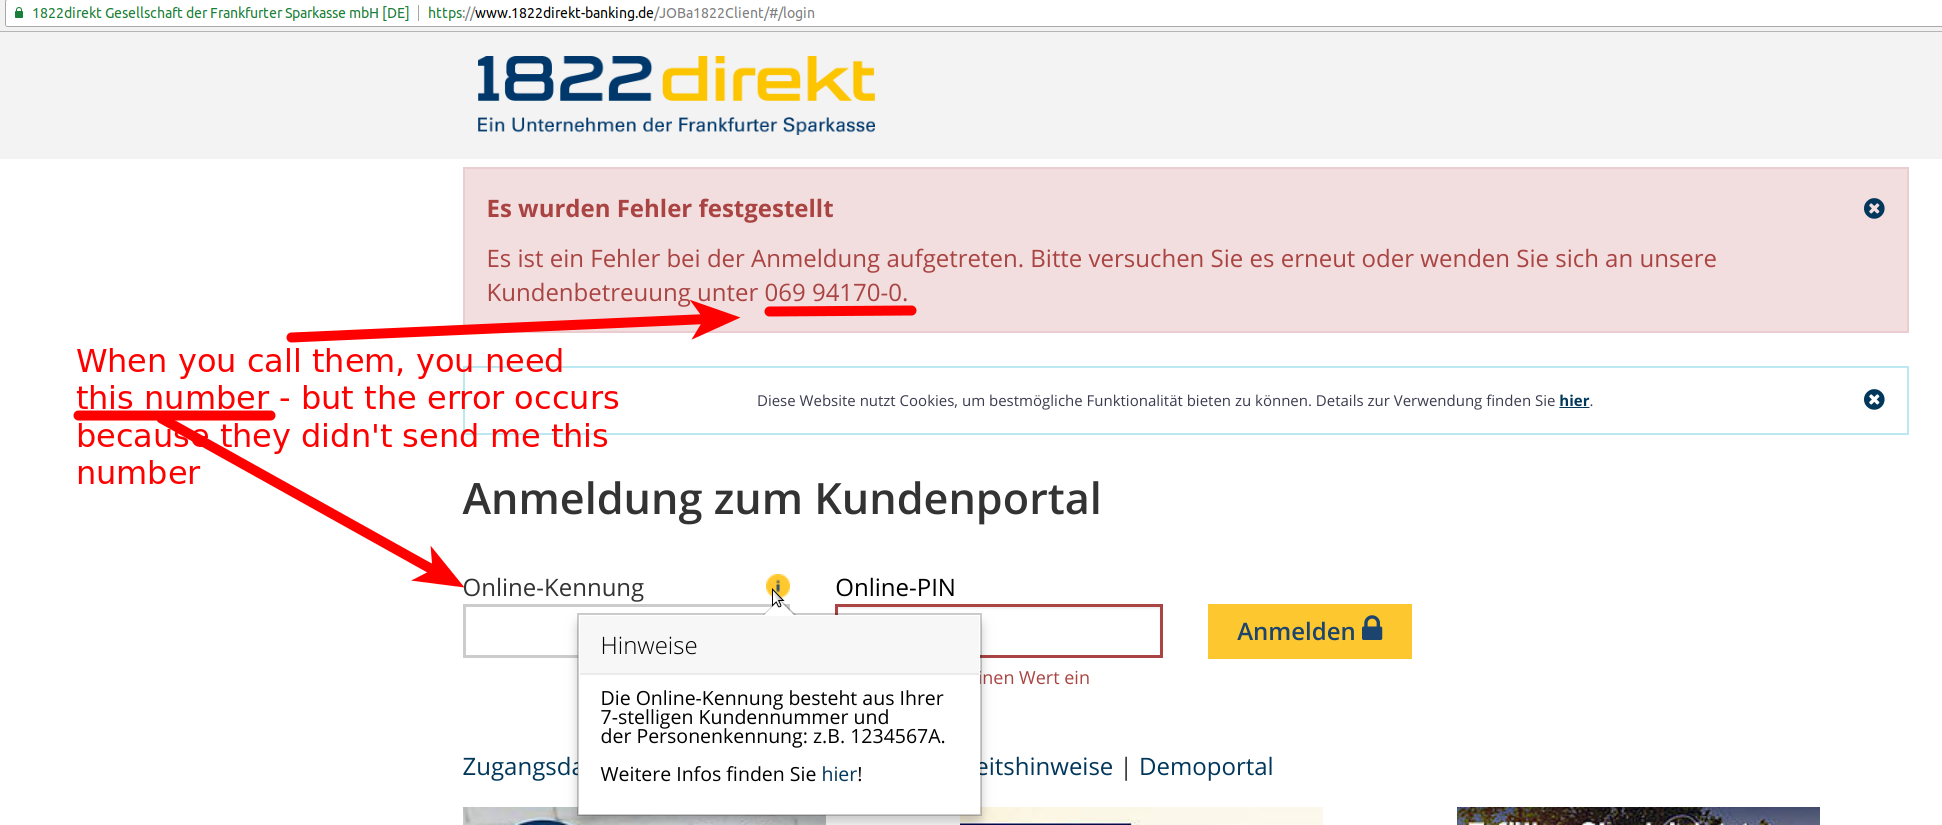 1822direkt Gesellschaft der Frankfurter Sparkasse mbH [DE] https://www.1822direkt-banking.de/JOBa1822Client/#/login
1822direkt
Ein Unternehmen der Frankfurter Sparkasse
Es wurden Fehler festgestellt
Es ist ein Fehler bei der Anmeldung aufgetreten. Bitte versuchen Sie es erneut oder wenden Sie sich an unsere
Kundenbetreuung unter 069 94170-0.
When you call them, you need
this number - but the error occurs
because they didn't send me this
number
Diese Website nutzt Cookies, um bestmögliche Funktionalität bieten zu können. Details zur Verwendung finden Sie hier.
Anmeldung zum Kundenportal
Online-Kennung i Online-PIN
Anmelden
Hinweise
inen Wert ein
Die Online-Kennung besteht aus Ihrer
7-stelligen Kundennummer und
der Personenkennung: z.B. 1234567A.
Weitere Infos finden Sie hier!
Zugangsda eitshinweise | Demoportal